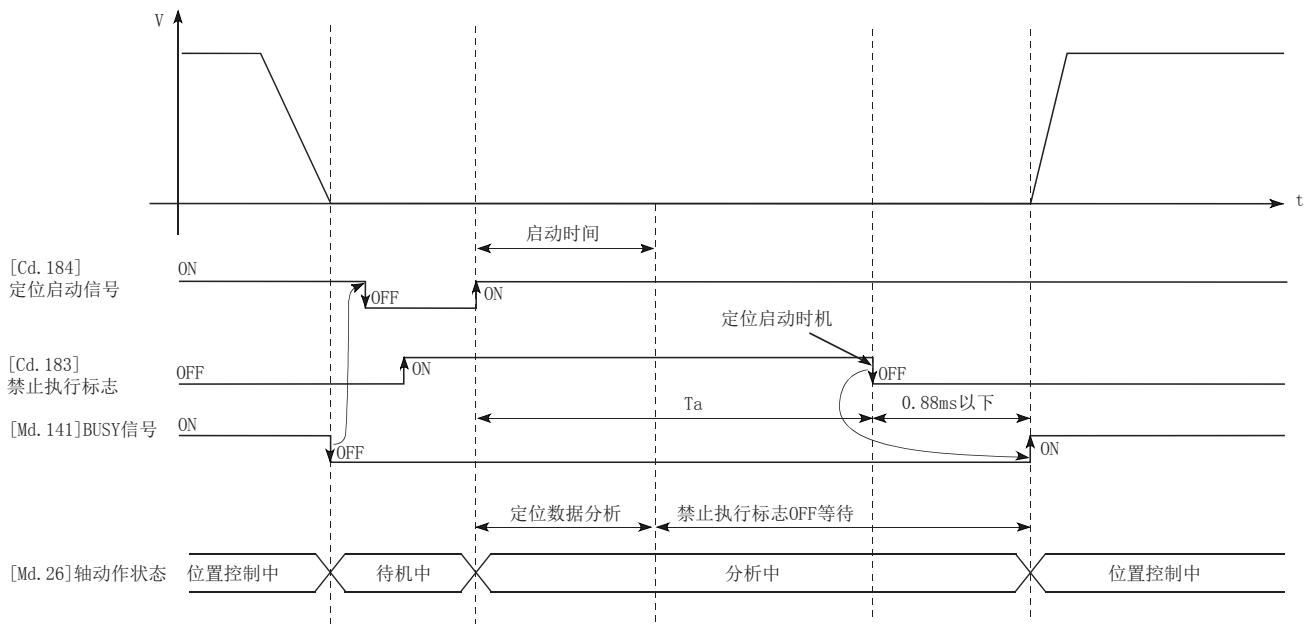 V
t
启动时间
[Cd.184]
定位启动信号
ON
OFF
ON
定位启动时机
[Cd.183]
禁止执行标志
OFF
ON
OFF
Ta
0.88ms以下
[Md.141]BUSY信号
ON
OFF
ON
定位数据分析
禁止执行标志OFF等待
[Md.26]轴动作状态
位置控制中
待机中
分析中
位置控制中